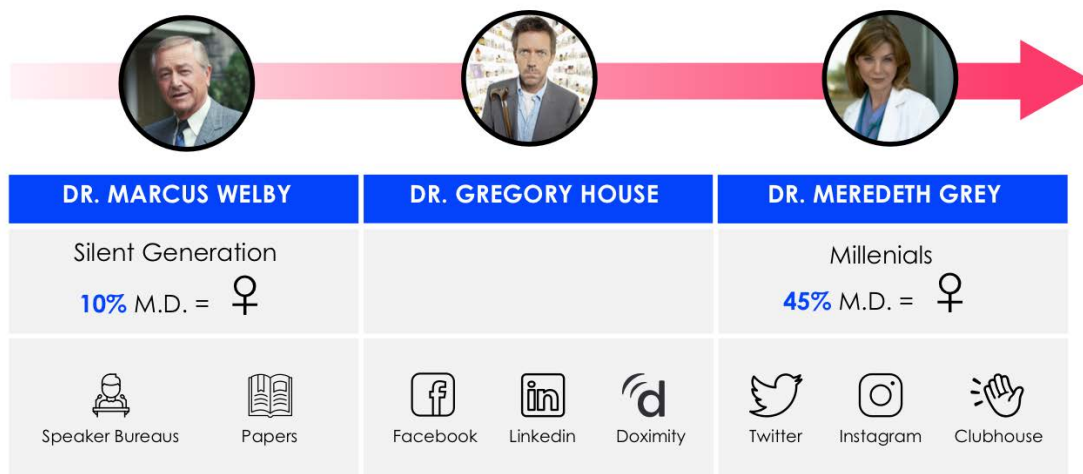 DR. MARCUS WELBY
DR. GREGORY HOUSE
DR. MEREDETH GREY
Silent Generation
10% M.D. = ♀
Millenials
45% M.D. = ♀
Speaker Bureaus
Papers
Facebook
Linkedin
Doximity
Twitter
Instagram
Clubhouse